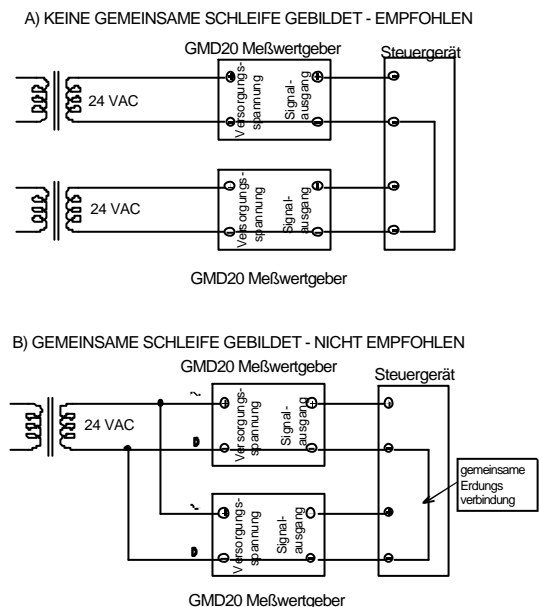 A) KEINE GEMEINSAME SCHLEIFE GEBILDET - EMPFOHLEN
GMD20 Meßwertgeber
Steuergerät
24 VAC
Versorgungs-
spannung
Signal-
ausgang
24 VAC
Versorgungs-
spannung
Signal-
ausgang
GMD20 Meßwertgeber
B) GEMEINSAME SCHLEIFE GEBILDET - NICHT EMPFOHLEN
GMD20 Meßwertgeber
Steuergerät
24 VAC
Versorgungs-
spannung
Signal-
ausgang
gemeinsame
Erdungs
verbindung
Versorgungs-
spannung
Signal-
ausgang
GMD20 Meßwertgeber